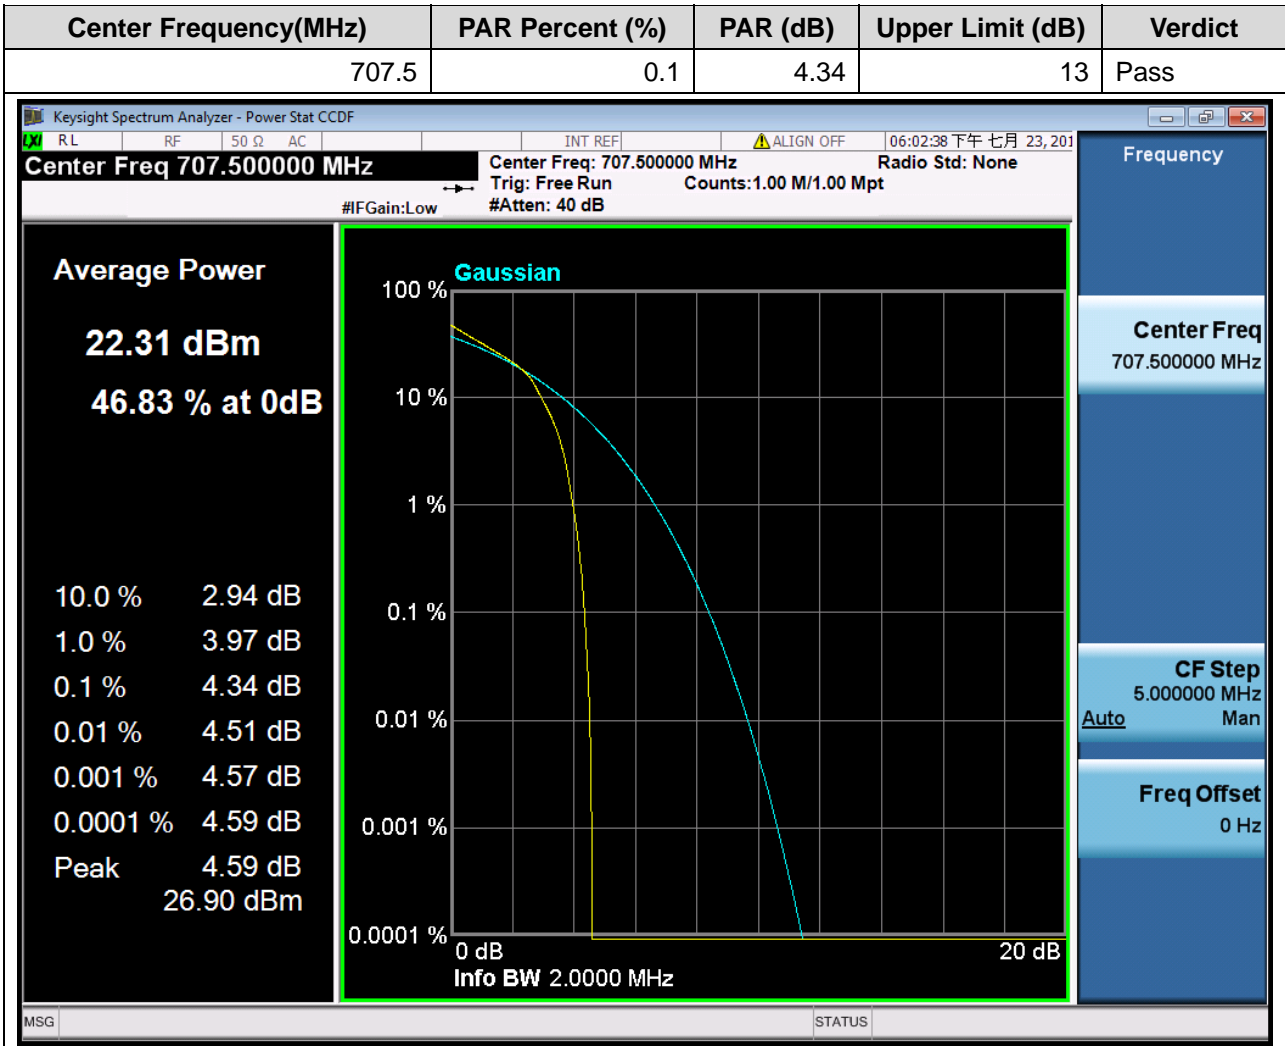 Center Frequency(MHz) PAR Percent (%) PAR (dB) Upper Limit (dB) Verdict
707.5 0.1 4.34 13 Pass
Keysight Spectrum Analyzer - Power Stat CCDF
LXI RL RF 50 Ω AC INT REF ALIGN OFF 06:02:38 下午 七月 23, 201
Center Freq 707.500000 MHz
Center Freq: 707.500000 MHz Radio Std: None
Trig: Free Run Counts:1.00 M/1.00 Mpt
#IFGain:Low #Atten: 40 dB
Average Power
22.31 dBm
46.83 % at 0dB
10.0 % 2.94 dB
1.0 % 3.97 dB
0.1 % 4.34 dB
0.01 % 4.51 dB
0.001 % 4.57 dB
0.0001 % 4.59 dB
Peak 4.59 dB
26.90 dBm
Gaussian
100 %
10 %
1 %
0.1 %
0.01 %
0.001 %
0.0001 %
0 dB 20 dB
Info BW 2.0000 MHz
Frequency
Center Freq
707.500000 MHz
CF Step
5.000000 MHz
Auto Man
Freq Offset
0 Hz
MSG STATUS